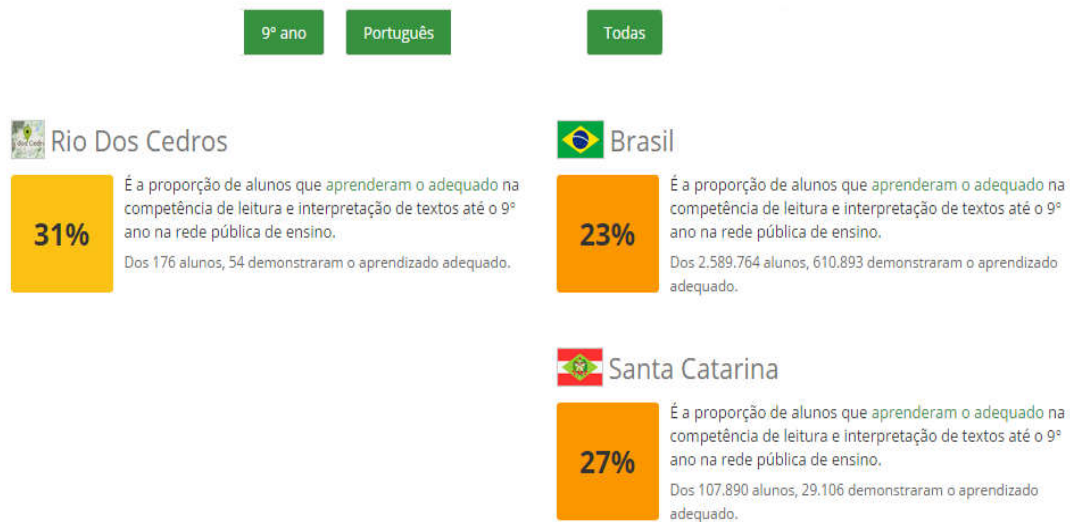 9º ano
Português
Todas
Rio Dos Cedros
31%
É a proporção de alunos que aprenderam o adequado na
competência de leitura e interpretação de textos até o 9º
ano na rede pública de ensino.
Dos 176 alunos, 54 demonstraram o aprendizado adequado.
Brasil
23%
É a proporção de alunos que aprenderam o adequado na
competência de leitura e interpretação de textos até o 9º
ano na rede pública de ensino.
Dos 2.589.764 alunos, 610.893 demonstraram o aprendizado
adequado.
Santa Catarina
27%
É a proporção de alunos que aprenderam o adequado na
competência de leitura e interpretação de textos até o 9º
ano na rede pública de ensino.
Dos 107.890 alunos, 29.106 demonstraram o aprendizado
adequado.